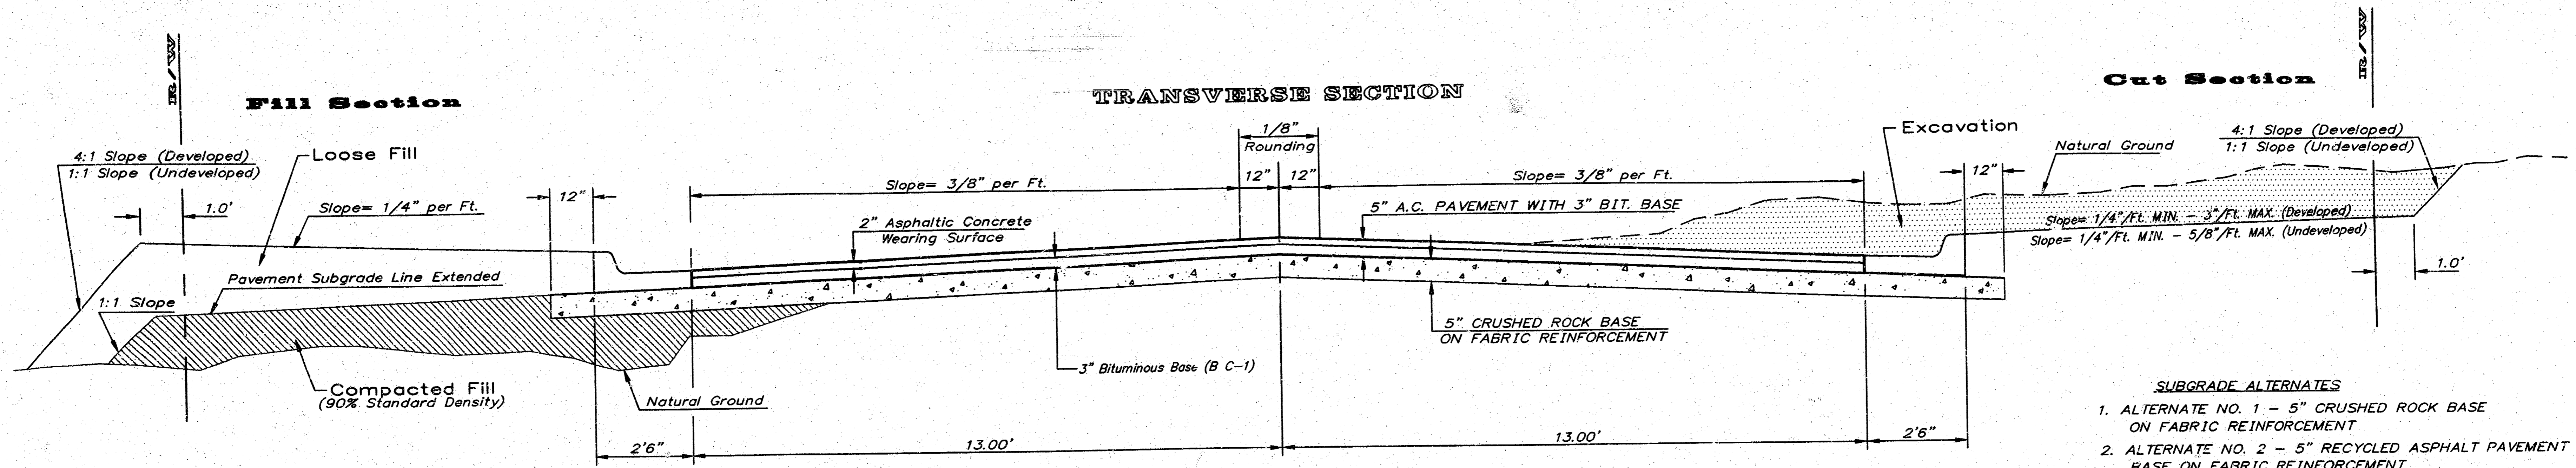 R/W
R/W
Fill Section
TRANSVERSE SECTION
Cut Section
4:1 Slope (Developed)
1:1 Slope (Undeveloped)
Loose Fill
1/8"
Rounding
Excavation
Natural Ground
4:1 Slope (Developed)
1:1 Slope (Undeveloped)
1.0'
Slope= 1/4" per Ft.
12"
Slope= 3/8" per Ft.
12"
12"
Slope= 3/8" per Ft.
12"
2" Asphaltic Concrete
Wearing Surface
5" A.C. PAVEMENT WITH 3" BIT. BASE
Slope= 1/4"/Ft. MIN. - 3"/Ft. MAX. (Developed)
Slope= 1/4"/Ft. MIN. - 5/8"/Ft. MAX. (Undeveloped)
1.0'
Pavement Subgrade Line Extended
1:1 Slope
5" CRUSHED ROCK BASE
ON FABRIC REINFORCEMENT
3" Bituminous Base (B C-1)
Compacted Fill
(90% Standard Density)
Natural Ground
2'6"
13.00'
13.00'
2'6"
SUBGRADE ALTERNATES
1. ALTERNATE NO. 1 - 5" CRUSHED ROCK BASE
ON FABRIC REINFORCEMENT
2. ALTERNATE NO. 2 - 5" RECYCLED ASPHALT PAVEMENT
BASE ON FABRIC REINFORCEMENT